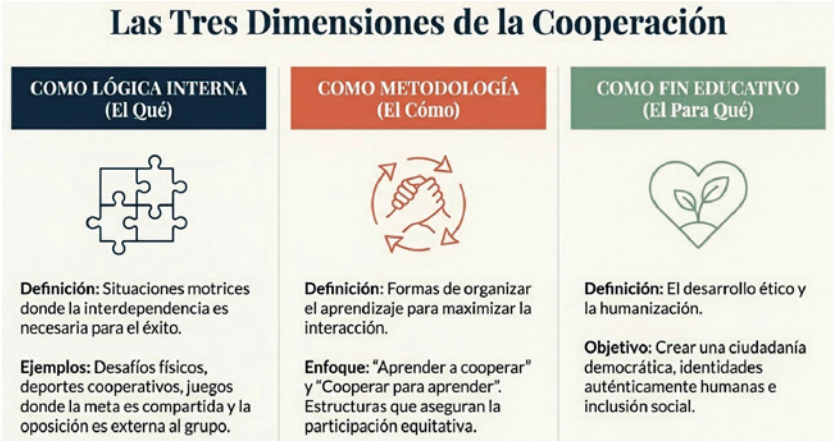 Las Tres Dimensiones de la Cooperación
COMO LÓGICA INTERNA
(El Qué)
Definición: Situaciones motrices
donde la interdependencia es
necesaria para el éxito.
Ejemplos: Desafíos físicos,
deportes cooperativos, juegos
donde la meta es compartida y la
oposición es externa al grupo.
COMO METODOLOGÍA
(El Cómo)
Definición: Formas de organizar
el aprendizaje para maximizar la
interacción.
Enfoque: “Aprender a cooperar”
y “Cooperar para aprender”.
Estructuras que aseguran la
participación equitativa.
COMO FIN EDUCATIVO
(El Para Qué)
Definición: El desarrollo ético y
la humanización.
Objetivo: Crear una ciudadanía
democrática, identidades
auténticamente humanas e
inclusión social.